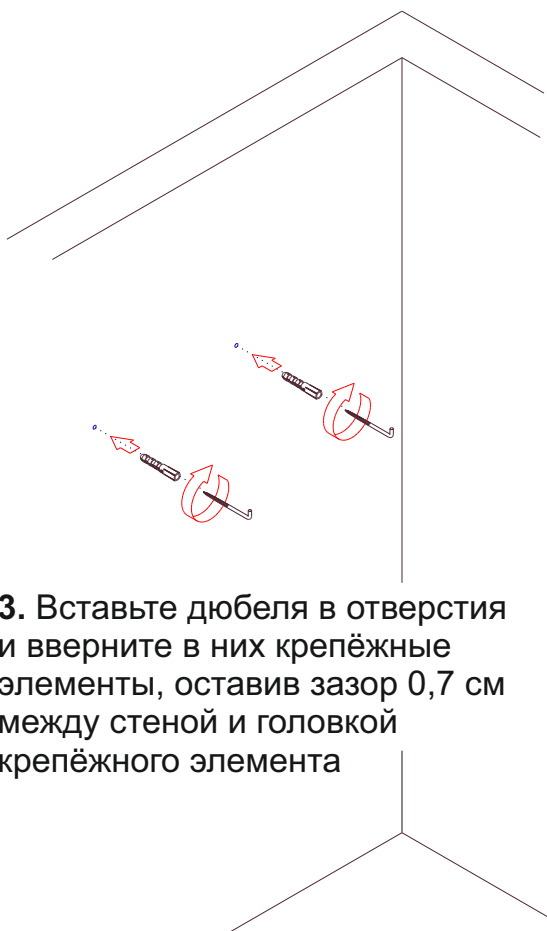 3. Вставьте дюбеля в отверстия
и вверните в них крепёжные
элементы, оставив зазор 0,7 см
между стеной и головкой
крепёжного элемента